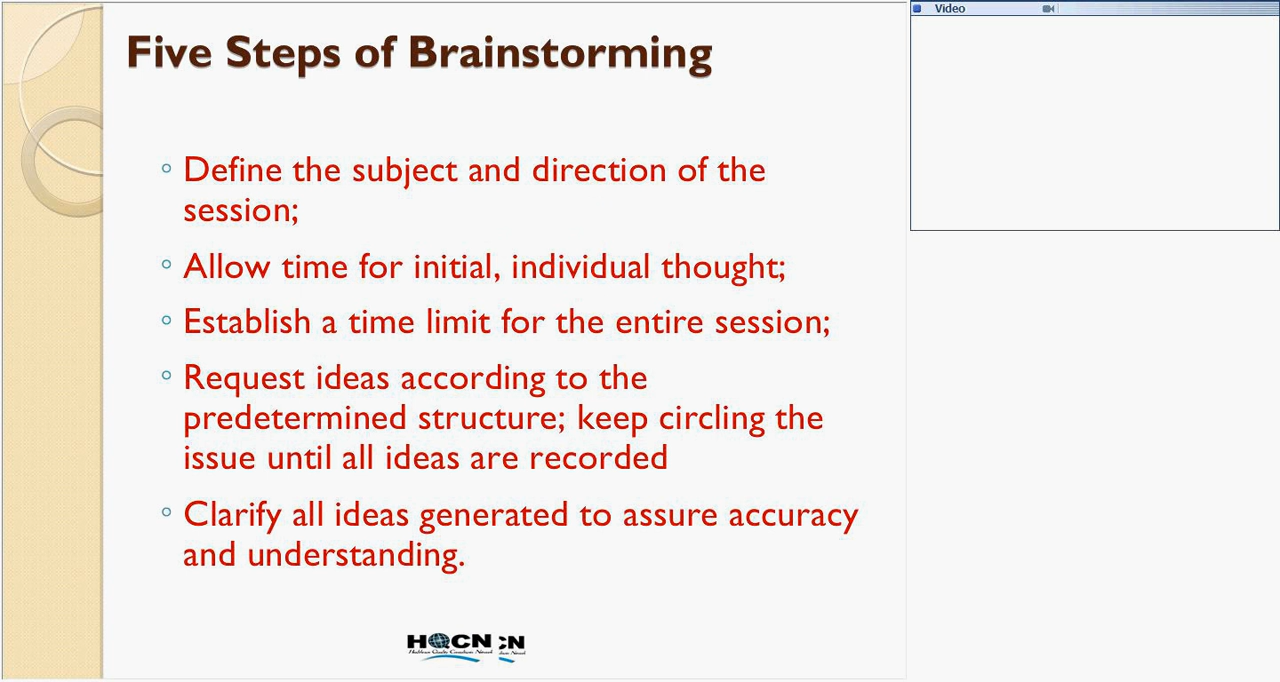 Five Steps of Brainstorming
Video
Define the subject and direction of the
session;
Allow time for initial, individual thought;
Establish a time limit for the entire session;
Request ideas according to the
predetermined structure; keep circling the
issue until all ideas are recorded
Clarify all ideas generated to assure accuracy
and understanding.
HQCN CN